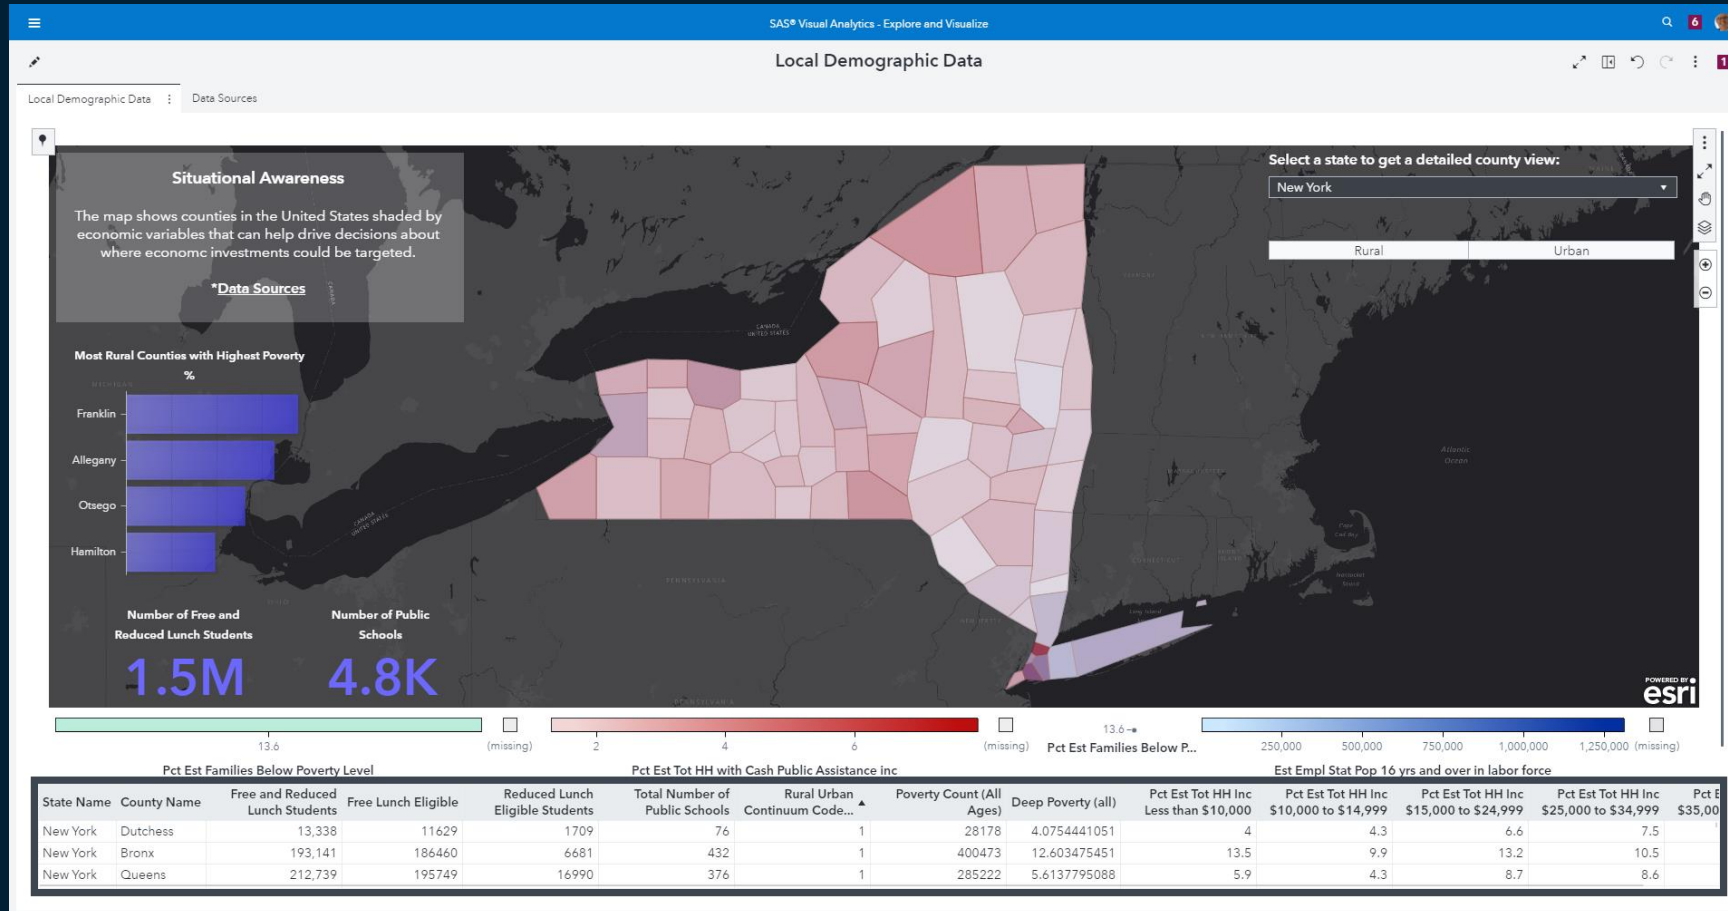 SAS® Visual Analytics - Explore and Visualize
6
Local Demographic Data
1
Local Demographic Data
Data Sources
Situational Awareness
The map shows counties in the United States shaded by
economic variables that can help drive decisions about
where economc investments could be targeted.
*Data Sources
Select a state to get a detailed county view:
New York
Rural Urban
Most Rural Counties with Highest Poverty
%
Franklin
Allegany
Otsego
Hamilton
CANADA
UNITED STATES
PENNSYLVANIA
Atlantic
Ocean
Number of Free and
Reduced Lunch Students
1.5M
Number of Public
Schools
4.8K
POWERED BY
esri
13.6 (missing)
Pct Est Families Below Poverty Level
2 4 6 (missing)
Pct Est Tot HH with Cash Public Assistance inc
13.6
Pct Est Families Below P...
250,000 500,000 750,000 1,000,000 1,250,000 (missing)
Est Empl Stat Pop 16 yrs and over in labor force
State Name County Name Free and Reduced Lunch Students Free Lunch Eligible Reduced Lunch Eligible Students Total Number of Public Schools Rural Urban Continuum Code... Poverty Count (All Ages) Deep Poverty (all) Pct Est Tot HH Inc Less than $10,000 Pct Est Tot HH Inc $10,000 to $14,999 Pct Est Tot HH Inc $15,000 to $24,999 Pct Est Tot HH Inc $25,000 to $34,999 Pct E $35,00
New York Dutchess 13,338 11629 1709 76 1 28178 4.0754441051 4 4.3 6.6 7.5
New York Bronx 193,141 186460 6681 432 1 400473 12.603475451 13.5 9.9 13.2 10.5
New York Queens 212,739 195749 16990 376 1 285222 5.6137795088 5.9 4.3 8.7 8.6